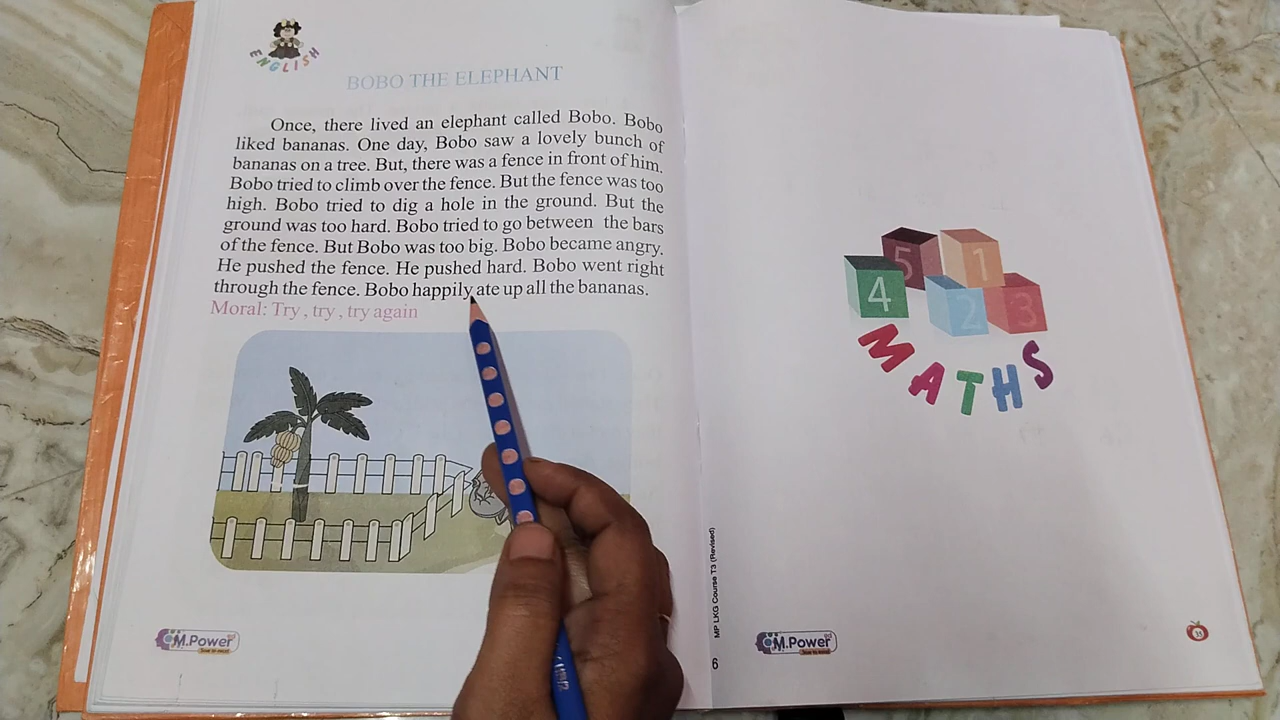 ENGLISH
BOBO THE ELEPHANT
Once, there lived an elephant called Bobo. Bobo
liked bananas. One day, Bobo saw a lovely bunch of
bananas on a tree. But, there was a fence in front of him.
Bobo tried to climb over the fence. But the fence was too
high. Bobo tried to dig a hole in the ground. But the
ground was too hard. Bobo tried to go between the bars
of the fence. But Bobo was too big. Bobo became angry.
He pushed the fence. He pushed hard. Bobo went right
through the fence. Bobo happily ate up all the bananas.
Moral: Try, try, try again
M.Power
5 1
4 2 3
MATHS
MP LKG Course T3 (Revised)
6
M.Power
35